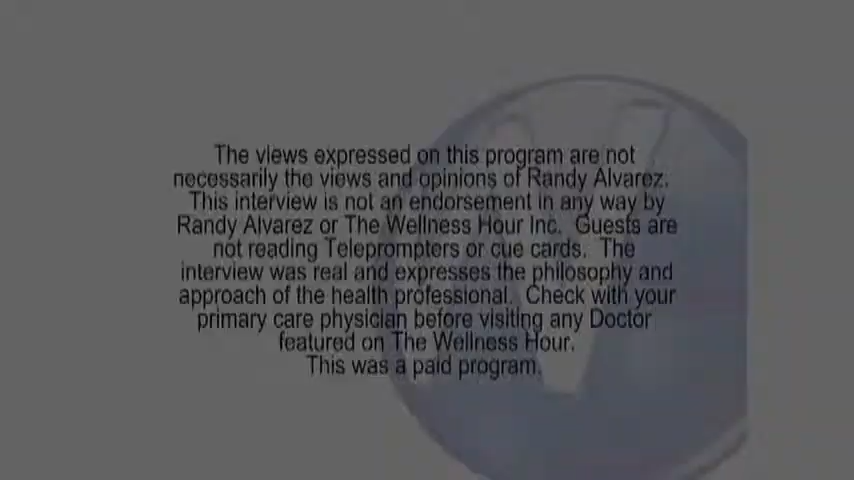 The views expressed on this program are not
necessarily the views and opinions of Randy Alvarez.
This interview is not an endorsement in any way by
Randy Alvarez or The Wellness Hour Inc. Guests are
not reading Teleprompters or cue cards. The
interview was real and expresses the philosophy and
approach of the health professional. Check with your
primary care physician before visiting any Doctor
featured on The Wellness Hour.
This was a paid program.